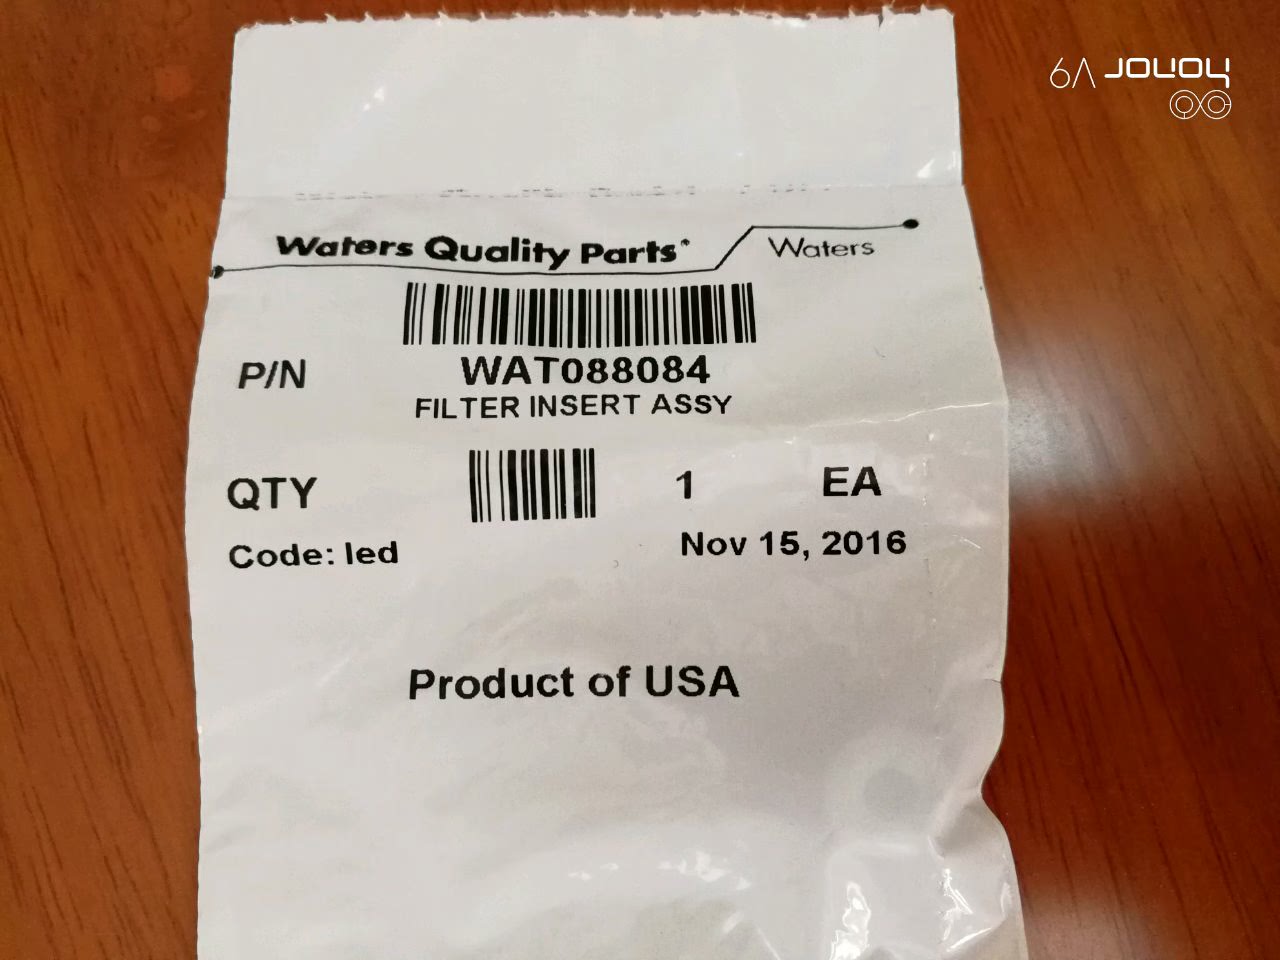 Waters Quality Parts
Waters
P/N
WAT088084
FILTER INSERT ASSY
QTY 1 EA
Code: led Nov 15, 2016
Product of USA